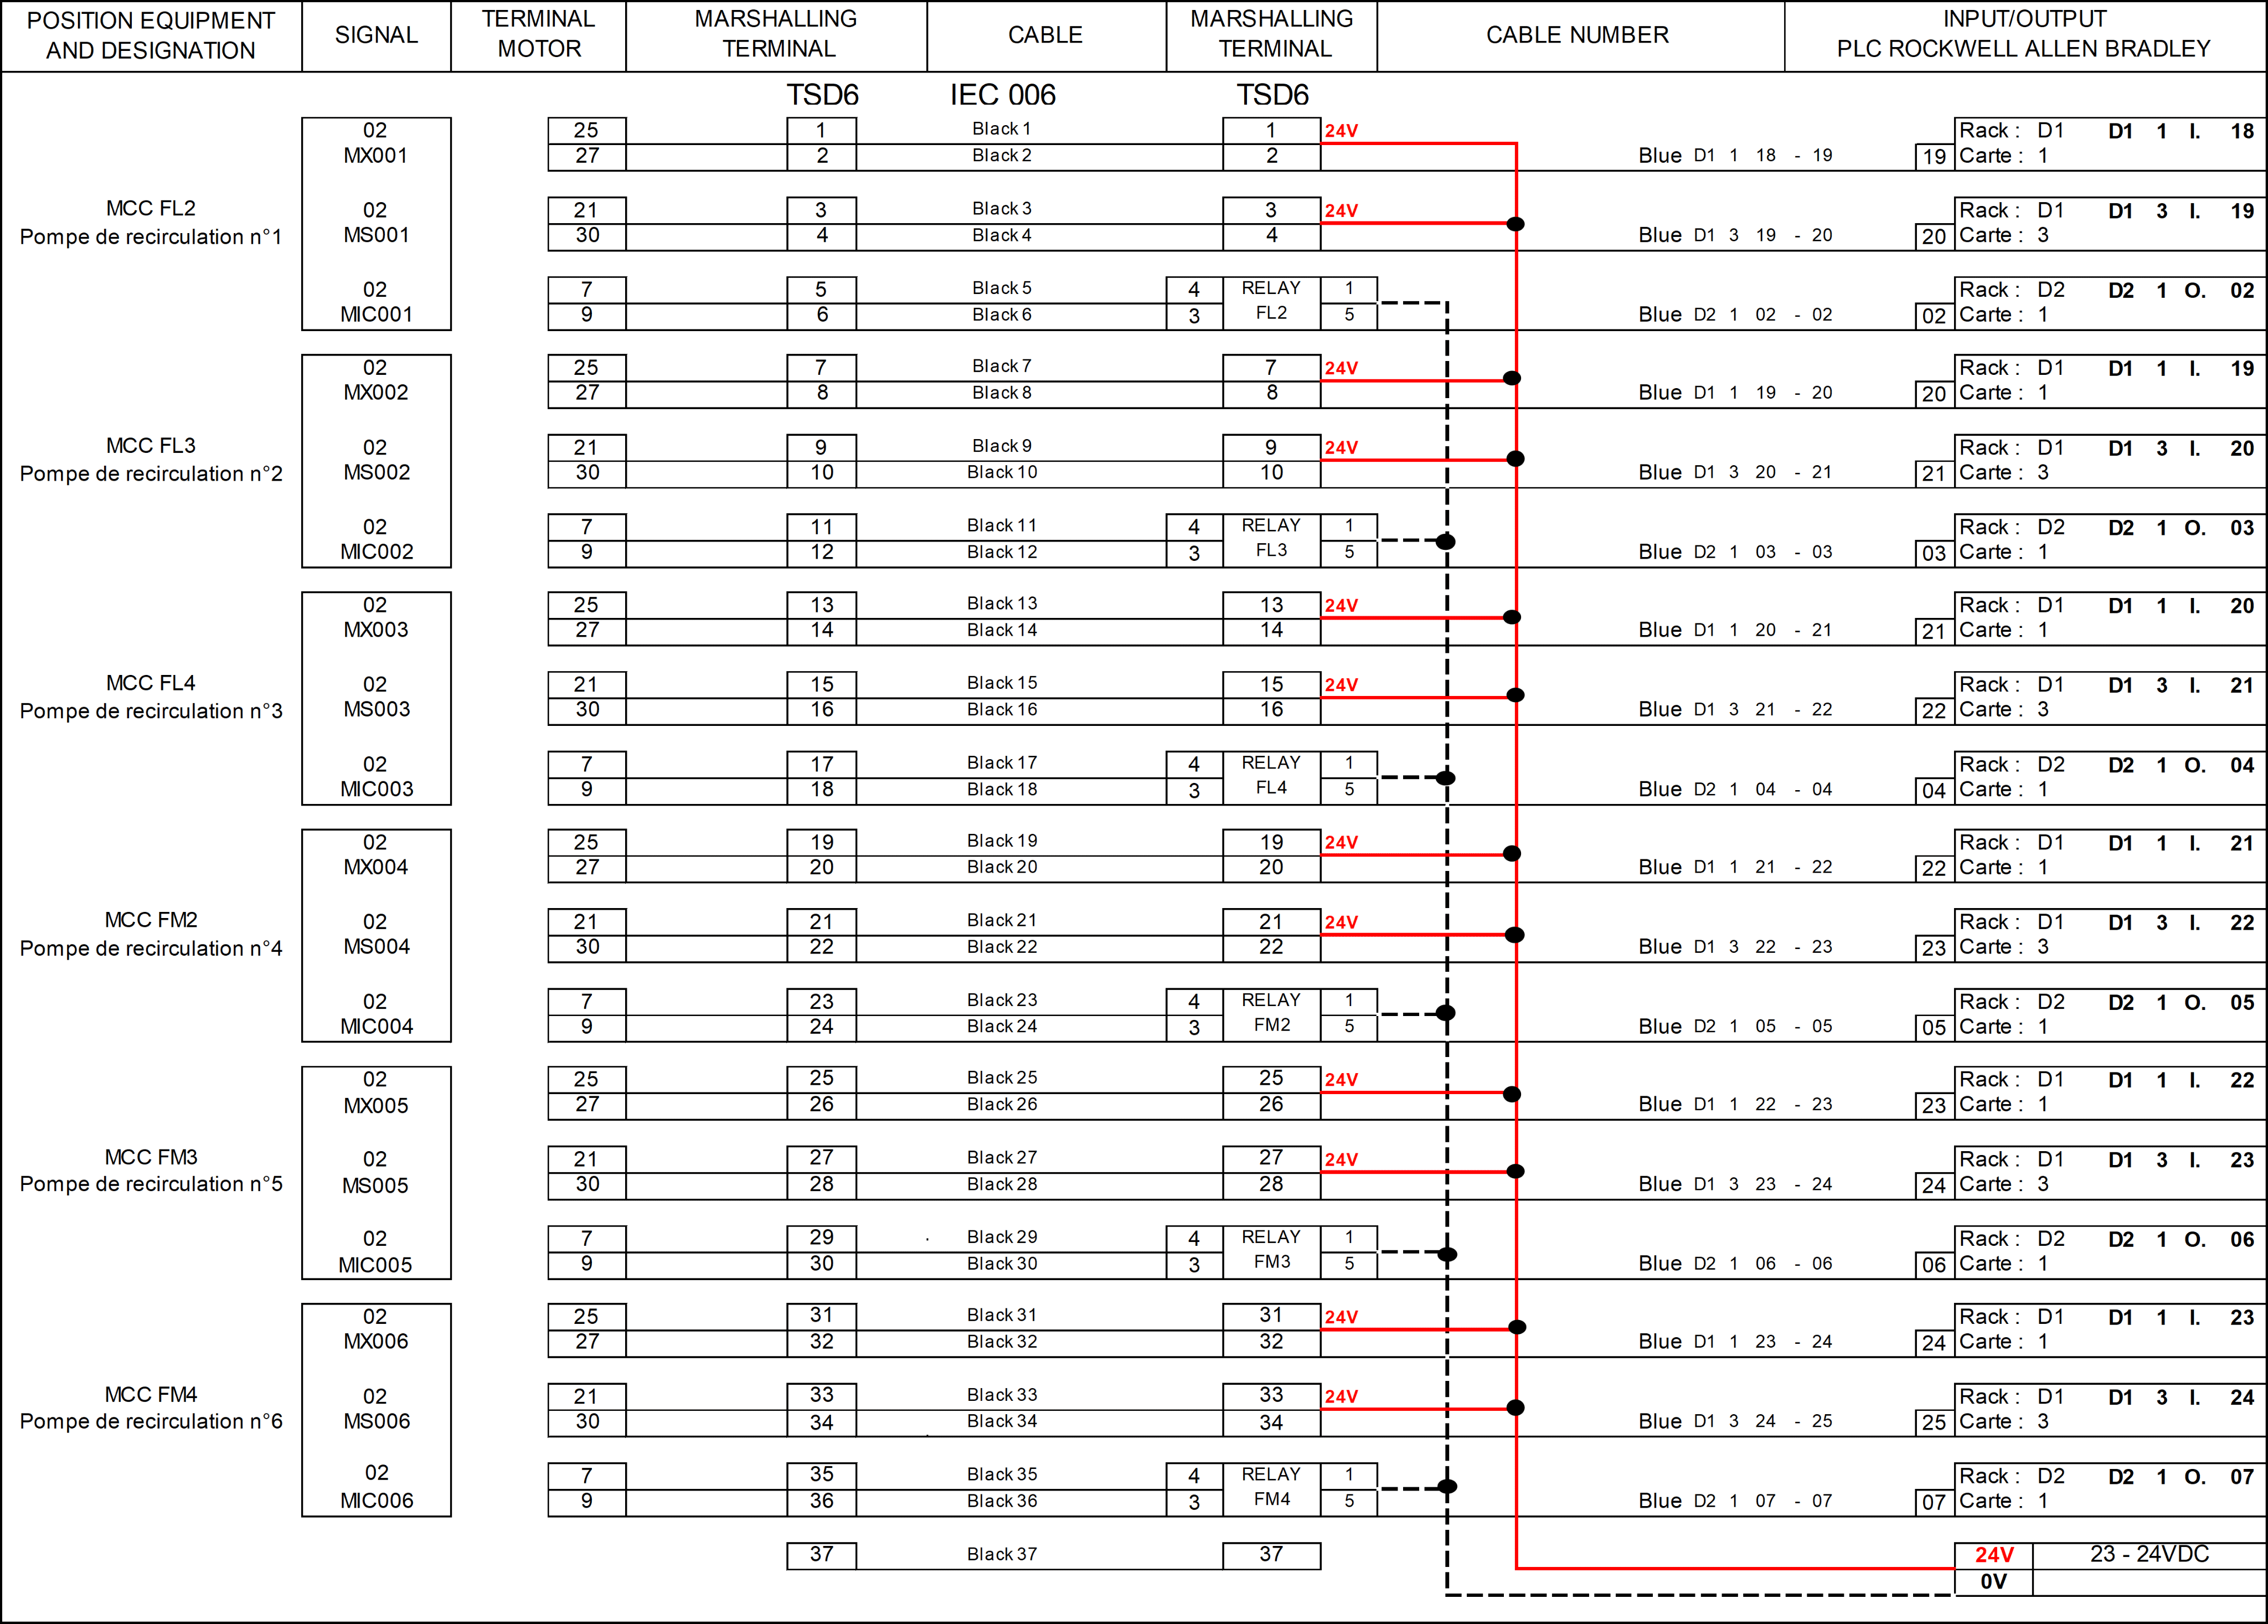 POSITION EQUIPMENT
AND DESIGNATION
SIGNAL
TERMINAL
MOTOR
MARSHALLING
TERMINAL
CABLE
MARSHALLING
TERMINAL
CABLE NUMBER
INPUT/OUTPUT
PLC ROCKWELL ALLEN BRADLEY
TSD6 IEC 006 TSD6
02 25 1 Black 1 1 24V Rack : D1 D1 1 I. 18
MX001 27 2 Black 2 2 Blue D1 1 18 - 19 19 Carte : 1
MCC FL2 02 21 3 Black 3 3 24V Rack : D1 D1 3 I. 19
Pompe de recirculation n°1 MS001 30 4 Black 4 4 Blue D1 3 19 - 20 20 Carte : 3
02 7 5 Black 5 4 RELAY 1 Rack : D2 D2 1 O. 02
MIC001 9 6 Black 6 3 FL2 5 Blue D2 1 02 - 02 02 Carte : 1
02 25 7 Black 7 7 24V Rack : D1 D1 1 I. 19
MX002 27 8 Black 8 8 Blue D1 1 19 - 20 20 Carte : 1
MCC FL3 02 21 9 Black 9 9 24V Rack : D1 D1 3 I. 20
Pompe de recirculation n°2 MS002 30 10 Black 10 10 Blue D1 3 20 - 21 21 Carte : 3
02 7 11 Black 11 4 RELAY 1 Rack : D2 D2 1 O. 03
MIC002 9 12 Black 12 3 FL3 5 Blue D2 1 03 - 03 03 Carte : 1
02 25 13 Black 13 13 24V Rack : D1 D1 1 I. 20
MX003 27 14 Black 14 14 Blue D1 1 20 - 21 21 Carte : 1
MCC FL4 02 21 15 Black 15 15 24V Rack : D1 D1 3 I. 21
Pompe de recirculation n°3 MS003 30 16 Black 16 16 Blue D1 3 21 - 22 22 Carte : 3
02 7 17 Black 17 4 RELAY 1 Rack : D2 D2 1 O. 04
MIC003 9 18 Black 18 3 FL4 5 Blue D2 1 04 - 04 04 Carte : 1
02 25 19 Black 19 19 24V Rack : D1 D1 1 I. 21
MX004 27 20 Black 20 20 Blue D1 1 21 - 22 22 Carte : 1
MCC FM2 02 21 21 Black 21 21 24V Rack : D1 D1 3 I. 22
Pompe de recirculation n°4 MS004 30 22 Black 22 22 Blue D1 3 22 - 23 23 Carte : 3
02 7 23 Black 23 4 RELAY 1 Rack : D2 D2 1 O. 05
MIC004 9 24 Black 24 3 FM2 5 Blue D2 1 05 - 05 05 Carte : 1
02 25 25 Black 25 25 24V Rack : D1 D1 1 I. 22
MX005 27 26 Black 26 26 Blue D1 1 22 - 23 23 Carte : 1
MCC FM3 02 21 27 Black 27 27 24V Rack : D1 D1 3 I. 23
Pompe de recirculation n°5 MS005 30 28 Black 28 28 Blue D1 3 23 - 24 24 Carte : 3
02 7 29 Black 29 4 RELAY 1 Rack : D2 D2 1 O. 06
MIC005 9 30 Black 30 3 FM3 5 Blue D2 1 06 - 06 06 Carte : 1
02 25 31 Black 31 31 24V Rack : D1 D1 1 I. 23
MX006 27 32 Black 32 32 Blue D1 1 23 - 24 24 Carte : 1
MCC FM4 02 21 33 Black 33 33 24V Rack : D1 D1 3 I. 24
Pompe de recirculation n°6 MS006 30 34 Black 34 34 Blue D1 3 24 - 25 25 Carte : 3
02 7 35 Black 35 4 RELAY 1 Rack : D2 D2 1 O. 07
MIC006 9 36 Black 36 3 FM4 5 Blue D2 1 07 - 07 07 Carte : 1
37 Black 37 37 24V 23 - 24VDC
0V